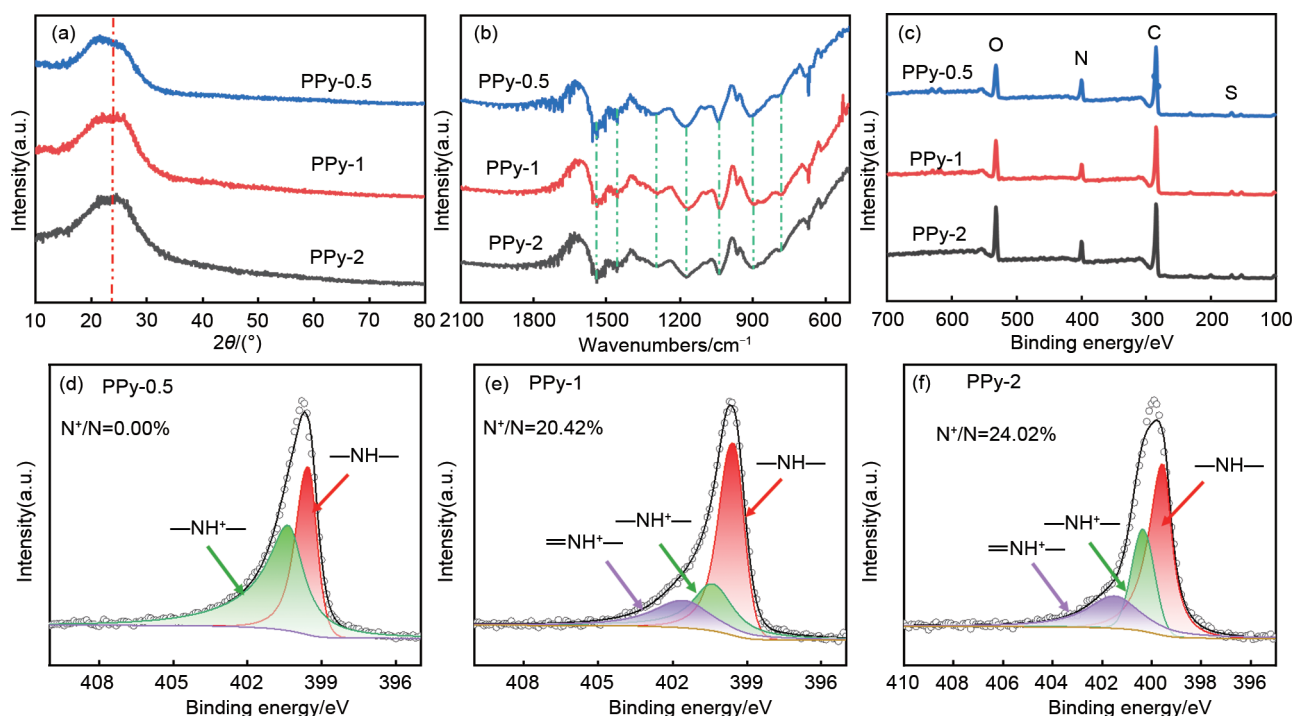 (a)
PPy-0.5
PPy-1
PPy-2
Intensity(a.u.)
10 20 30 40 50 60 70 80
2θ/(°)
(b)
PPy-0.5
PPy-1
PPy-2
Intensity(a.u.)
2100 1800 1500 1200 900 600
Wavenumbers/cm⁻¹
(c)
O N C S
PPy-0.5
PPy-1
PPy-2
Intensity(a.u.)
700 600 500 400 300 200 100
Binding energy/eV
(d) PPy-0.5
N⁺/N=0.00%
—NH—
—NH⁺—
Intensity(a.u.)
408 405 402 399 396
Binding energy/eV
(e) PPy-1
N⁺/N=20.42%
—NH—
—NH⁺—
=NH⁺—
Intensity(a.u.)
408 405 402 399 396
Binding energy/eV
(f) PPy-2
N⁺/N=24.02%
—NH—
—NH⁺—
=NH⁺—
Intensity(a.u.)
410 408 406 404 402 400 398 396
Binding energy/eV